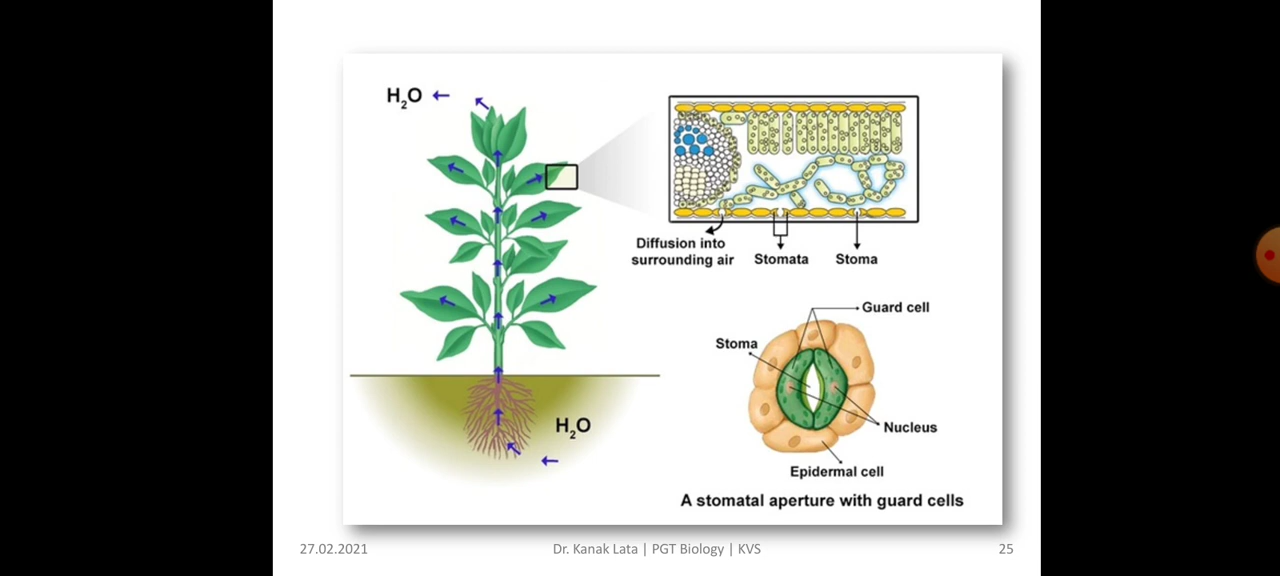 H₂O
Diffusion into
surrounding air
Stomata
Stoma
Guard cell
Stoma
H₂O
Nucleus
Epidermal cell
A stomatal aperture with guard cells
27.02.2021
Dr. Kanak Lata | PGT Biology | KVS
25